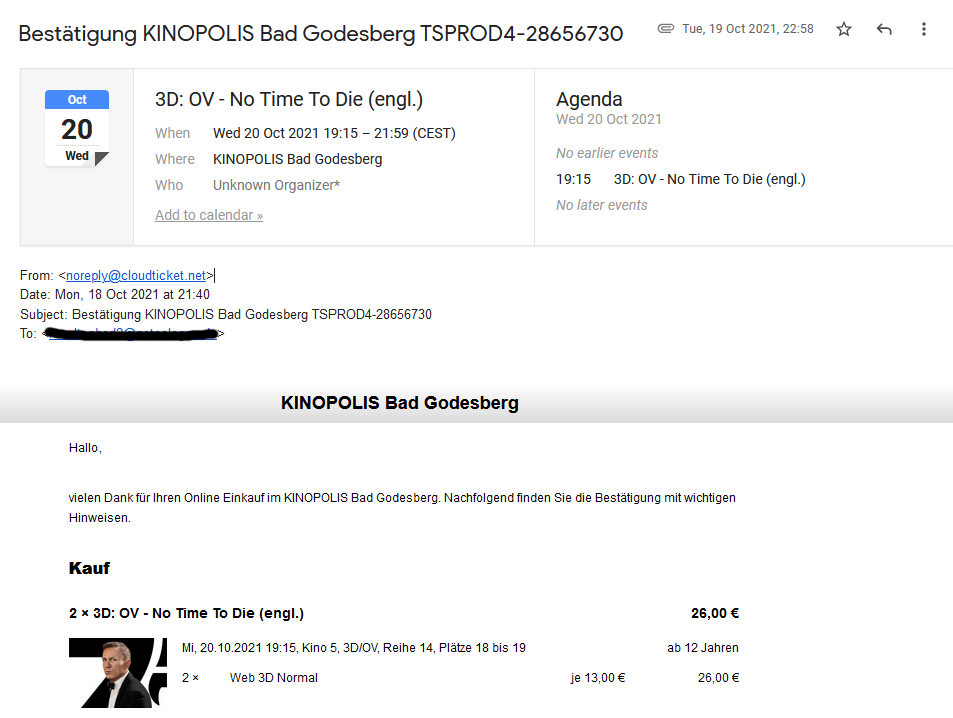 Bestätigung KINOPOLIS Bad Godesberg TSPROD4-28656730
Tue, 19 Oct 2021, 22:58
Oct
20
Wed
3D: OV - No Time To Die (engl.)
When Wed 20 Oct 2021 19:15 – 21:59 (CEST)
Where KINOPOLIS Bad Godesberg
Who Unknown Organizer*
Add to calendar »
Agenda
Wed 20 Oct 2021
No earlier events
19:15 3D: OV - No Time To Die (engl.)
No later events
From: <noreply@cloudticket.net>
Date: Mon, 18 Oct 2021 at 21:40
Subject: Bestätigung KINOPOLIS Bad Godesberg TSPROD4-28656730
To: < >
KINOPOLIS Bad Godesberg
Hallo,
vielen Dank für Ihren Online Einkauf im KINOPOLIS Bad Godesberg. Nachfolgend finden Sie die Bestätigung mit wichtigen
Hinweisen.
Kauf
2 × 3D: OV - No Time To Die (engl.) 26,00 €
Mi, 20.10.2021 19:15, Kino 5, 3D/OV, Reihe 14, Plätze 18 bis 19 ab 12 Jahren
2 × Web 3D Normal je 13,00 € 26,00 €